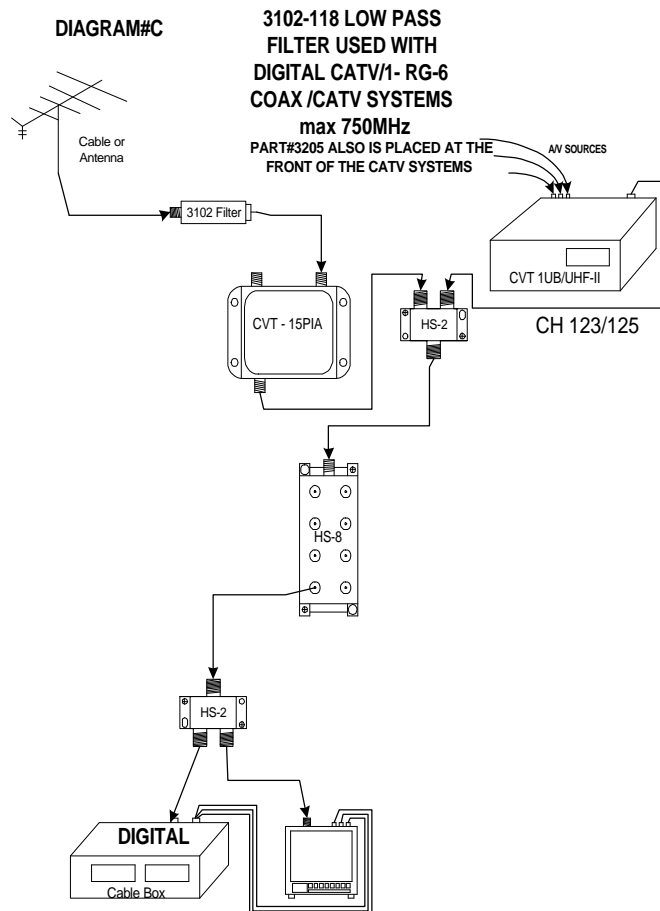 DIAGRAM#C
3102-118 LOW PASS
FILTER USED WITH
DIGITAL CATV/1- RG-6
COAX /CATV SYSTEMS
max 750MHz
PART#3205 ALSO IS PLACED AT THE
FRONT OF THE CATV SYSTEMS
A/V SOURCES
Cable or
Antenna
3102 Filter
CVT 1UB/UHF-II
CVT - 15PIA
HS-2
CH 123/125
HS-8
HS-2
DIGITAL
Cable Box